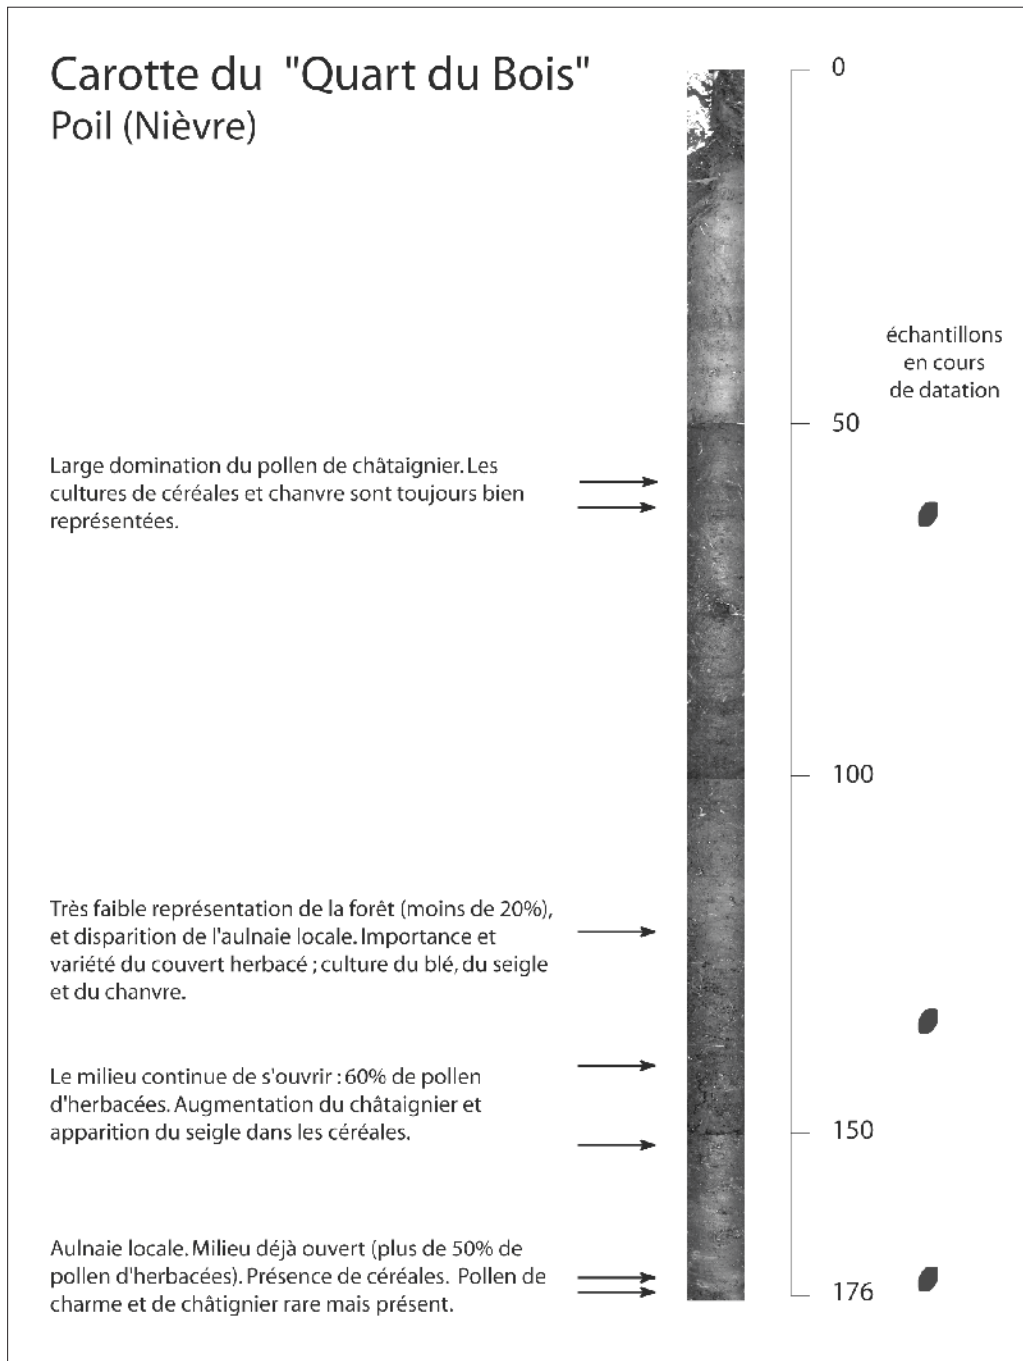 Carotte du "Quart du Bois"
Poil (Nièvre)
0
échantillons
en cours
de datation
50
Large domination du pollen de châtaignier. Les
cultures de céréales et chanvre sont toujours bien
représentées.
100
Très faible représentation de la forêt (moins de 20%),
et disparition de l'aulnaie locale. Importance et
variété du couvert herbacé ; culture du blé, du seigle
et du chanvre.
Le milieu continue de s'ouvrir : 60% de pollen
d'herbacées. Augmentation du châtaignier et
apparition du seigle dans les céréales.
150
Aulnaie locale. Milieu déjà ouvert (plus de 50% de
pollen d'herbacées). Présence de céréales. Pollen de
charme et de châtignier rare mais présent.
176